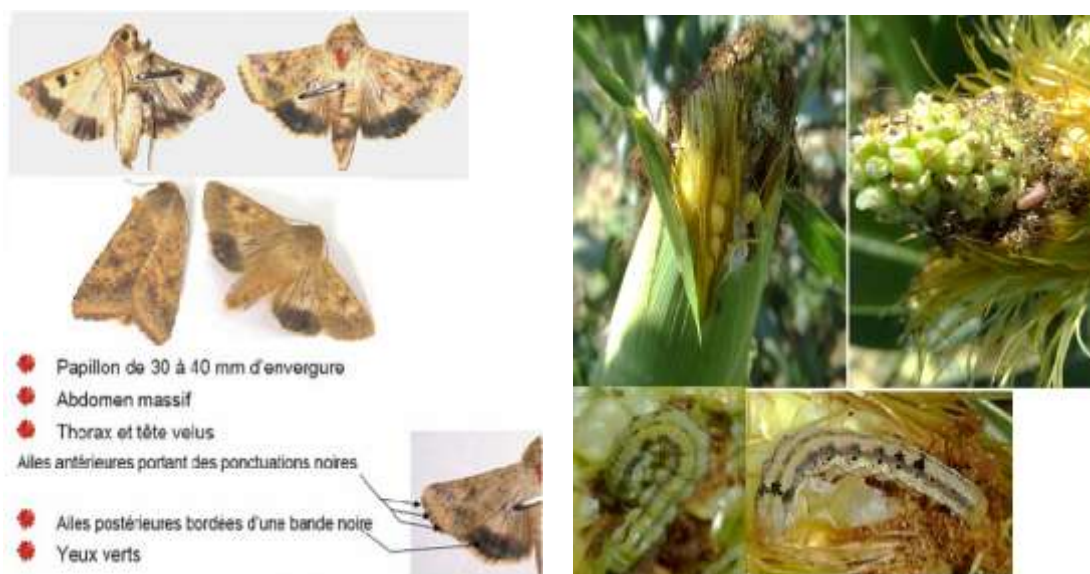 Papillon de 30 à 40 mm d'envergure
Abdomen massif
Thorax et tête velus
Ailes antérieures portant des ponctuations noires
Ailes postérieures bordées d'une bande noire
Yeux verts